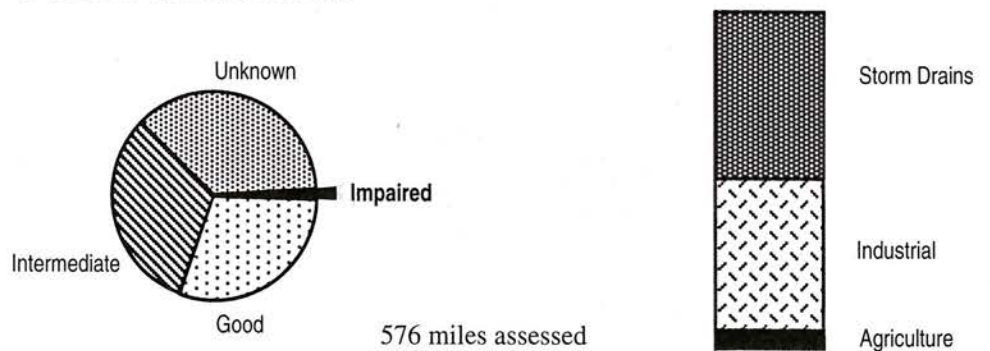 Unknown
Storm Drains
Impaired
Intermediate
Industrial
Good
576 miles assessed
Agriculture